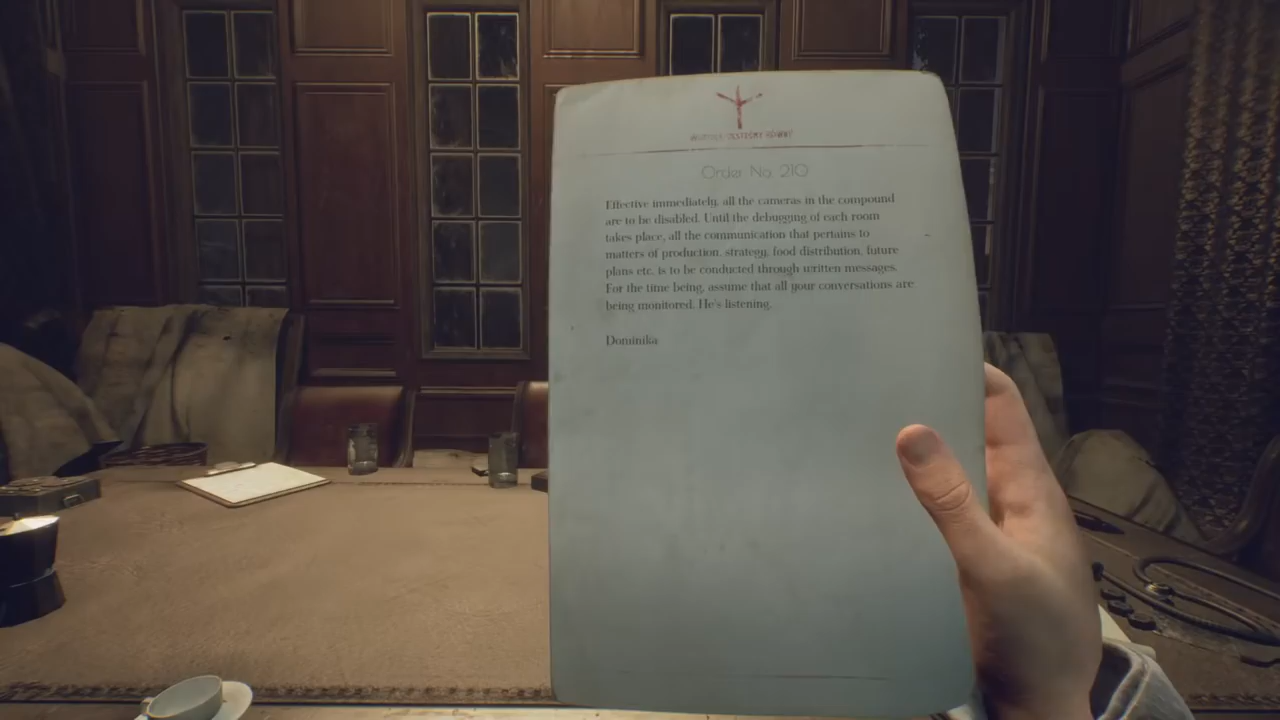 JESTEŚMY RÓWNI
Order No. 210
Effective immediately, all the cameras in the compound
are to be disabled. Until the debugging of each room
takes place, all the communication that pertains to
matters of production, strategy, food distribution, future
plans etc. is to be conducted through written messages.
For the time being, assume that all your conversations are
being monitored. He's listening.
Dominika